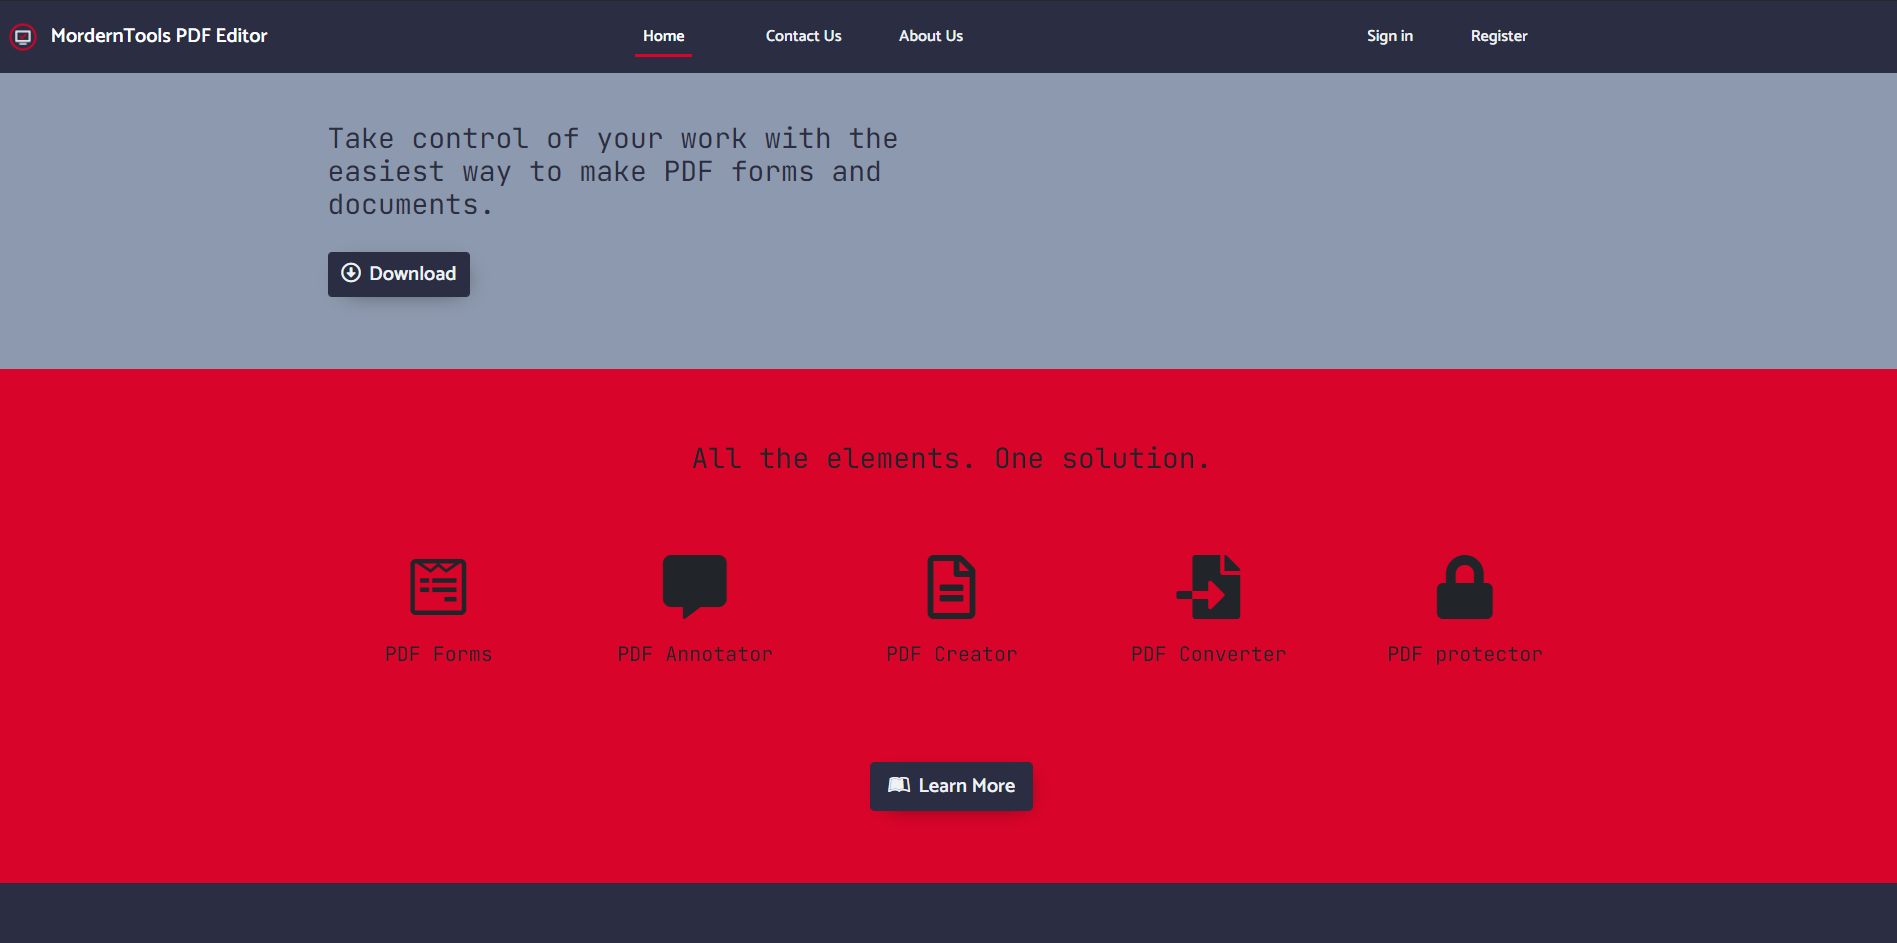 MordernTools PDF Editor
Home
Contact Us
About Us
Sign in
Register
Take control of your work with the
easiest way to make PDF forms and
documents.
Download
All the elements. One solution.
PDF Forms
PDF Annotator
PDF Creator
PDF Converter
PDF protector
Learn More